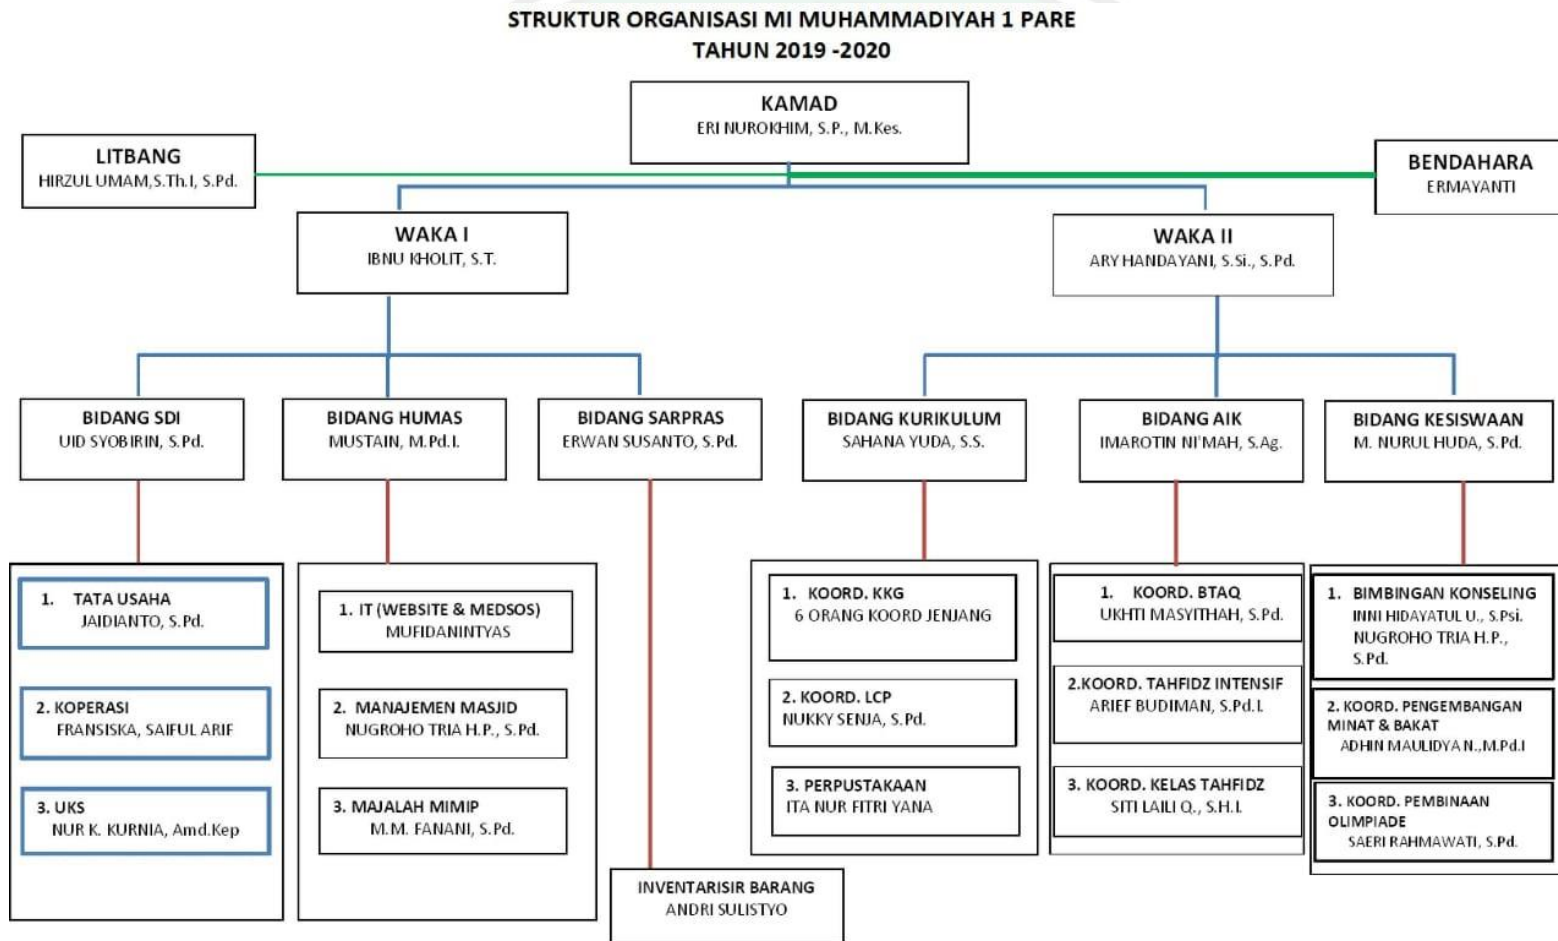 STRUKTUR ORGANISASI MI MUHAMMADIYAH 1 PARE
TAHUN 2019 -2020
KAMAD
ERI NUROKHIM, S.P., M.Kes.
LITBANG
HIRZUL UMAM,S.Th.I, S.Pd.
BENDAHARA
ERMAYANTI
WAKA I
IBNU KHOLIT, S.T.
WAKA II
ARY HANDAYANI, S.Si., S.Pd.
BIDANG SDI
UID SYOBIRIN, S.Pd.
BIDANG HUMAS
MUSTAIN, M.Pd.I.
BIDANG SARPRAS
ERWAN SUSANTO, S.Pd.
BIDANG KURIKULUM
SAHANA YUDA, S.S.
BIDANG AIK
IMAROTIN NI'MAH, S.Ag.
BIDANG KESISWAAN
M. NURUL HUDA, S.Pd.
1. TATA USAHA
JAIDIANTO, S.Pd.
2. KOPERASI
FRANSISKA, SAIFUL ARIF
3. UKS
NUR K. KURNIA, Amd.Kep
1. IT (WEBSITE & MEDSOS)
MUFIDANINTYAS
2. MANAJEMEN MASJID
NUGROHO TRIA H.P., S.Pd.
3. MAJALAH MIMIP
M.M. FANANI, S.Pd.
INVENTARISIR BARANG
ANDRI SULISTYO
1. KOORD. KKG
6 ORANG KOORD JENJANG
2. KOORD. LCP
NUKKY SENJA, S.Pd.
3. PERPUSTAKAAN
ITA NUR FITRI YANA
1. KOORD. BTAQ
UKHTI MASYITHAH, S.Pd.
2.KOORD. TAHFIDZ INTENSIF
ARIEF BUDIMAN, S.Pd.I.
3. KOORD. KELAS TAHFIDZ
SITI LAILI Q., S.H.I.
1. BIMBINGAN KONSELING
INNI HIDAYATUL U., S.Psi.
NUGROHO TRIA H.P.,
S.Pd.
2. KOORD. PENGEMBANGAN
MINAT & BAKAT
ADHIN MAULIDYA N.,M.Pd.I
3. KOORD. PEMBINAAN
OLIMPIADE
SAERI RAHMAWATI, S.Pd.